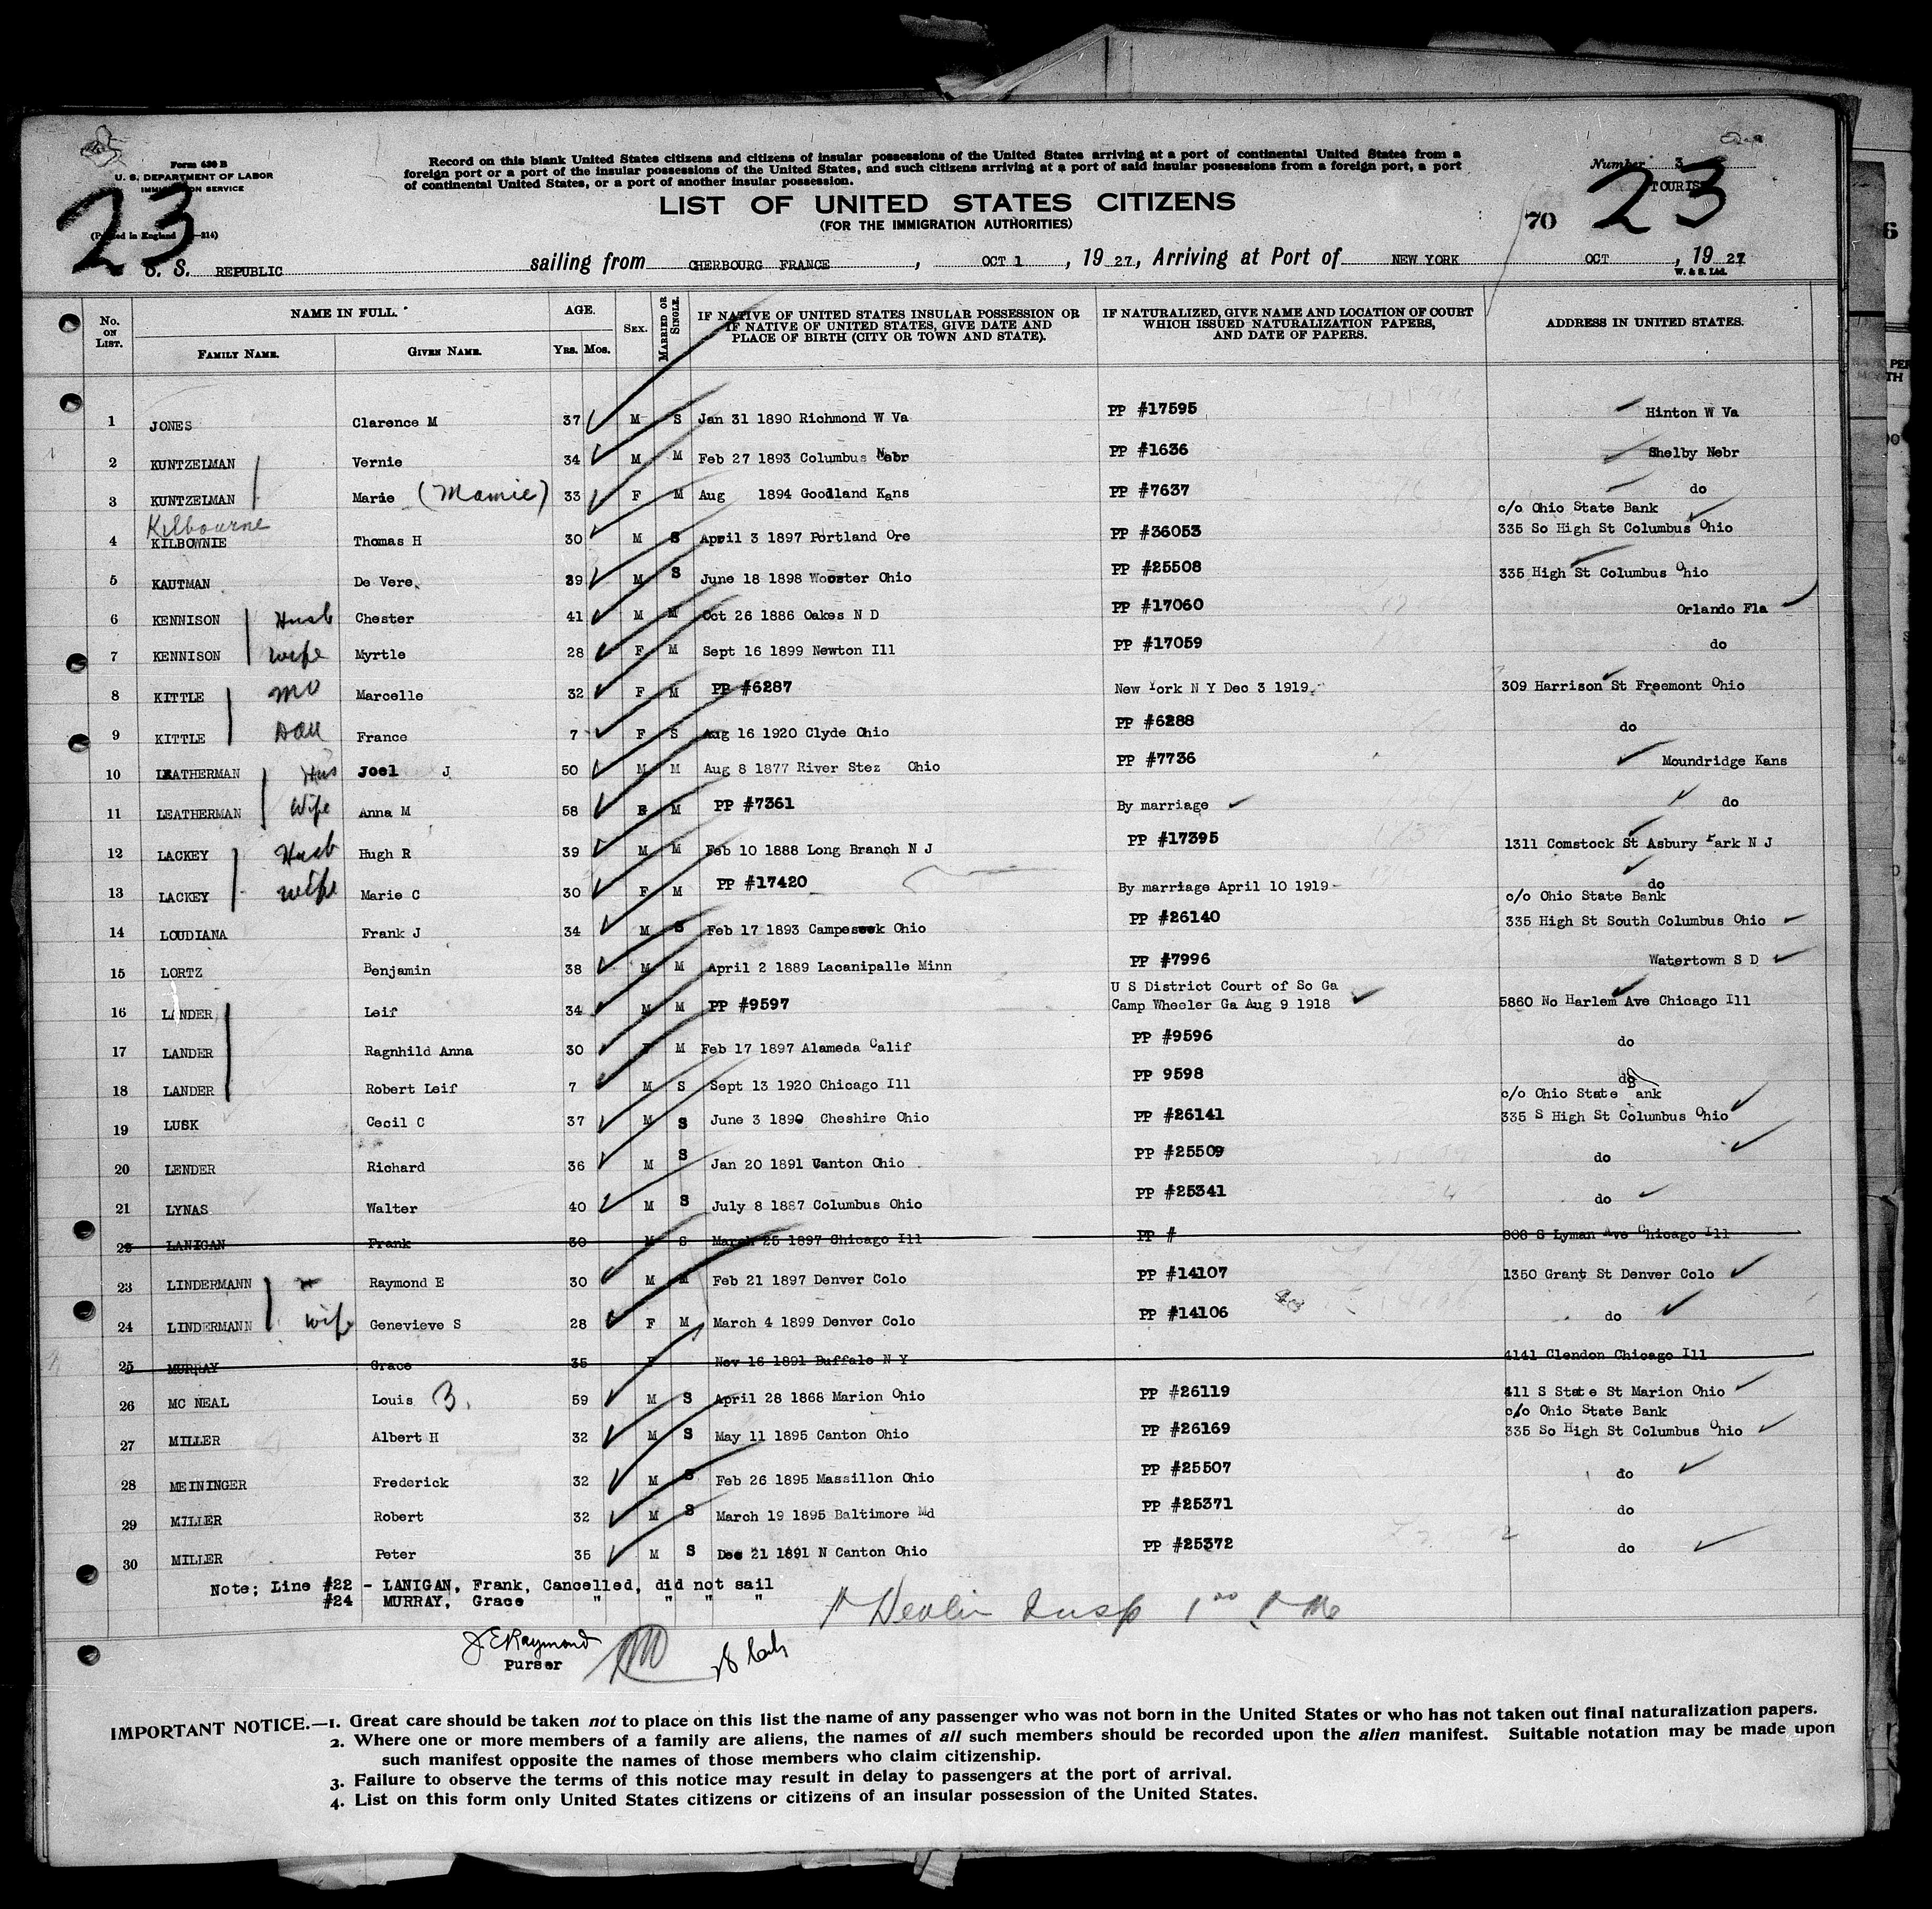 Form 630 B
U. S. DEPARTMENT OF LABOR
IMMIGRATION SERVICE
23
Record on this blank United States citizens and citizens of insular possessions of the United States arriving at a port of continental United States from a
foreign port or a port of the insular possessions of the United States, and such citizens arriving at a port of said insular possessions from a foreign port, a port
of continental United States, or a port of another insular possession.
Number 3
TOURIST
LIST OF UNITED STATES CITIZENS
(FOR THE IMMIGRATION AUTHORITIES)
70 23
S. S. REPUBLIC sailing from CHERBOURG FRANCE, OCT 1, 1927, Arriving at Port of NEW YORK OCT, 1927
W. & S. Ltd.
No. ON LIST. NAME IN FULL. FAMILY NAME. GIVEN NAME. AGE. Yrs. Mos. SEX. MARRIED OR SINGLE. IF NATIVE OF UNITED STATES INSULAR POSSESSION OR IF NATIVE OF UNITED STATES, GIVE DATE AND PLACE OF BIRTH (CITY OR TOWN AND STATE). IF NATURALIZED, GIVE NAME AND LOCATION OF COURT WHICH ISSUED NATURALIZATION PAPERS, AND DATE OF PAPERS. ADDRESS IN UNITED STATES.
1 JONES Clarence M 37 M S Jan 31 1890 Richmond W Va PP #17595 Hinton W Va
2 KUNTZELMAN Vernie 34 M M Feb 27 1893 Columbus Nebr PP #1636 Shelby Nebr
3 KUNTZELMAN Marie (Mamie) 33 F M Aug 1894 Goodland Kans PP #7637 do
Kilbourne c/o Ohio State Bank
4 KILBOWNIE Thomas H 30 M S April 3 1897 Portland Ore PP #36053 335 So High St Columbus Ohio
5 KAUTMAN De Vere 29 M S June 18 1898 Wooster Ohio PP #25508 335 High St Columbus Ohio
6 KENNISON Husb Chester 41 M M Oct 26 1886 Oakes N D PP #17060 Orlando Fla
7 KENNISON wife Myrtle 28 F M Sept 16 1899 Newton Ill PP #17059 do
8 KITTLE Mo Marcelle 32 F M PP #6287 New York N Y Dec 3 1919 309 Harrison St Freemont Ohio
9 KITTLE Dau France 7 F S Aug 16 1920 Clyde Ohio PP #6288 do
10 LEATHERMAN Hus Joel J 50 M M Aug 8 1877 River Stez Ohio PP #7736 Moundridge Kans
11 LEATHERMAN Wife Anna M 58 F M PP #7361 By marriage do
12 LACKEY Husb Hugh R 39 M M Feb 10 1888 Long Branch N J PP #17395 1311 Comstock St Asbury Park N J
13 LACKEY wife Marie C 30 F M PP #17420 By marriage April 10 1919 do
c/o Ohio State Bank
14 LOUDIANA Frank J 34 M S Feb 17 1893 Campeseek Ohio PP #26140 335 High St South Columbus Ohio
15 LORTZ Benjamin 38 M M April 2 1889 Lacanipalle Minn PP #7996 Watertown S D
U S District Court of So Ga
16 LANDER Leif 34 M M PP #9597 Camp Wheeler Ga Aug 9 1918 5860 No Harlem Ave Chicago Ill
17 LANDER Ragnhild Anna 30 F M Feb 17 1897 Alameda Calif PP #9596 do
18 LANDER Robert Leif 7 M S Sept 13 1920 Chicago Ill PP 9598 do
c/o Ohio State Bank
19 LUSK Cecil C 37 M S June 3 1890 Cheshire Ohio PP #26141 335 S High St Columbus Ohio
20 LENDER Richard 36 M S Jan 20 1891 Canton Ohio PP #25509 do
21 LYNAS Walter 40 M S July 8 1887 Columbus Ohio PP #25341 do
22 LANIGAN Frank 30 M S March 25 1897 Chicago Ill PP # 808 S Lyman Ave Chicago Ill
23 LINDERMANN H Raymond E 30 M M Feb 21 1897 Denver Colo PP #14107 1350 Grant St Denver Colo
24 LINDERMANN Wife Genevieve S 28 F M March 4 1899 Denver Colo PP #14106 do
25 MURRAY Grace 35 F Nov 16 1891 Buffalo N Y 4141 Clendon Chicago Ill
26 MC NEAL Louis B. 59 M S April 28 1868 Marion Ohio PP #26119 411 S State St Marion Ohio
c/o Ohio State Bank
27 MILLER Albert H 32 M S May 11 1895 Canton Ohio PP #26169 335 So High St Columbus Ohio
28 MEININGER Frederick 32 M S Feb 26 1895 Massillon Ohio PP #25507 do
29 MILLER Robert 32 M S March 19 1895 Baltimore Md PP #25371 do
30 MILLER Peter 35 M S Dec 21 1891 N Canton Ohio PP #25372 do
Note; Line #22 - LANIGAN, Frank, Cancelled, did not sail
#24 MURRAY, Grace " " " "
J. E. Raymond
Purser
IMPORTANT NOTICE.—1. Great care should be taken not to place on this list the name of any passenger who was not born in the United States or who has not taken out final naturalization papers.
2. Where one or more members of a family are aliens, the names of all such members should be recorded upon the alien manifest. Suitable notation may be made upon
such manifest opposite the names of those members who claim citizenship.
3. Failure to observe the terms of this notice may result in delay to passengers at the port of arrival.
4. List on this form only United States citizens or citizens of an insular possession of the United States.